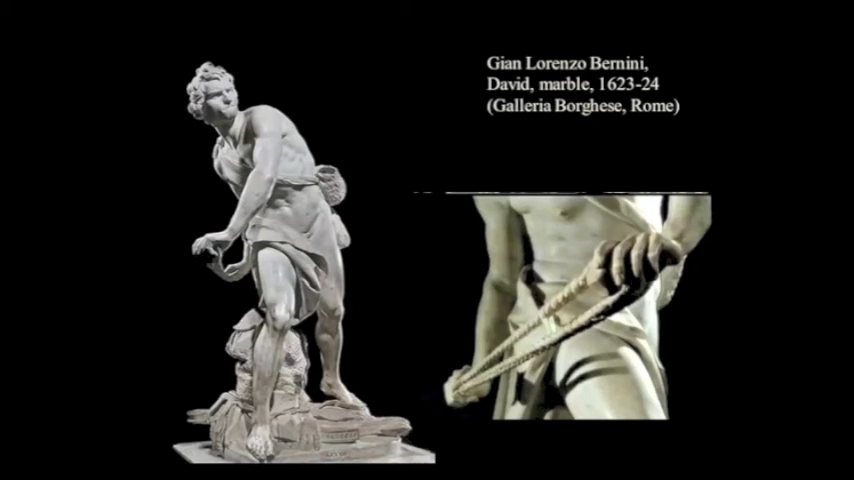 Gian Lorenzo Bernini,
David, marble, 1623-24
(Galleria Borghese, Rome)